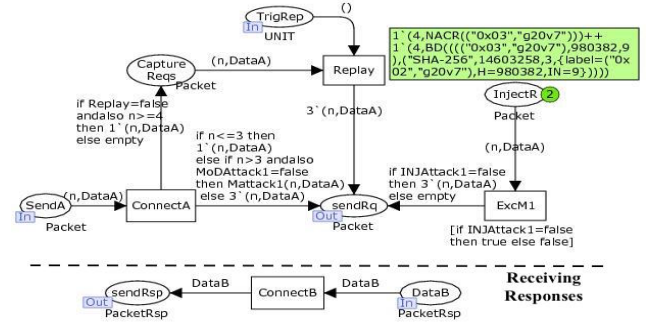 TrigRep
In
UNIT
()
1`(4,NACR(("0x03","g20v7")))++
1`(4,BD(((("0x03","g20v7"),980382,9
),("SHA-256",14603258,3,{label=("0x
02","g20v7"),H=980382,IN=9}))))
Capture
Reqs
Packet
(n,DataA)
Replay
InjectR
2
Packet
if Replay=false
andalso n>=4
then 1`(n,DataA)
else empty
3`(n,DataA)
(n,DataA)
if n<=3 then
1`(n,DataA)
else if n>3 andalso
MoDAttack1=false
then Mattack1(n,DataA)
else 3`(n,DataA)
if INJAttack1=false
then 3`(n,DataA)
else empty
SendA
In
Packet
(n,DataA)
ConnectA
sendRq
Out
Packet
ExcM1
[if INJAttack1=false
then true else false]
Receiving
Responses
sendRsp
Out
PacketRsp
DataB
ConnectB
DataB
DataB
In
PacketRsp